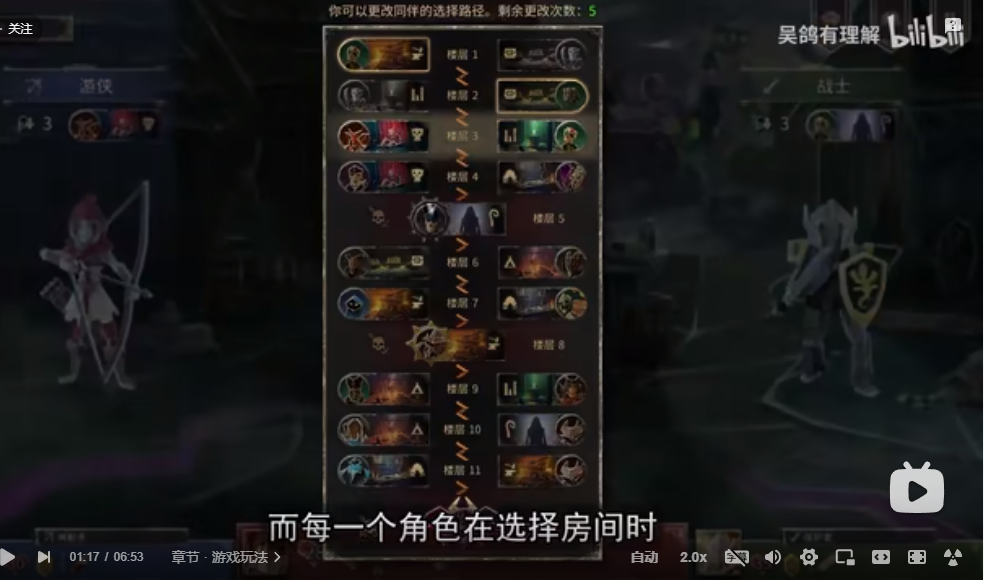 你可以更改同伴的选择路径。剩余更改次数：5
关注
吴鸽有理解 bilibili
游侠
战士
3
3
楼层 1
楼层 2
楼层 3
楼层 4
楼层 5
楼层 6
楼层 7
楼层 8
楼层 9
楼层 10
楼层 11
而每一个角色在选择房间时
01:17 / 06:53
章节 · 游戏玩法
自动
2.0x